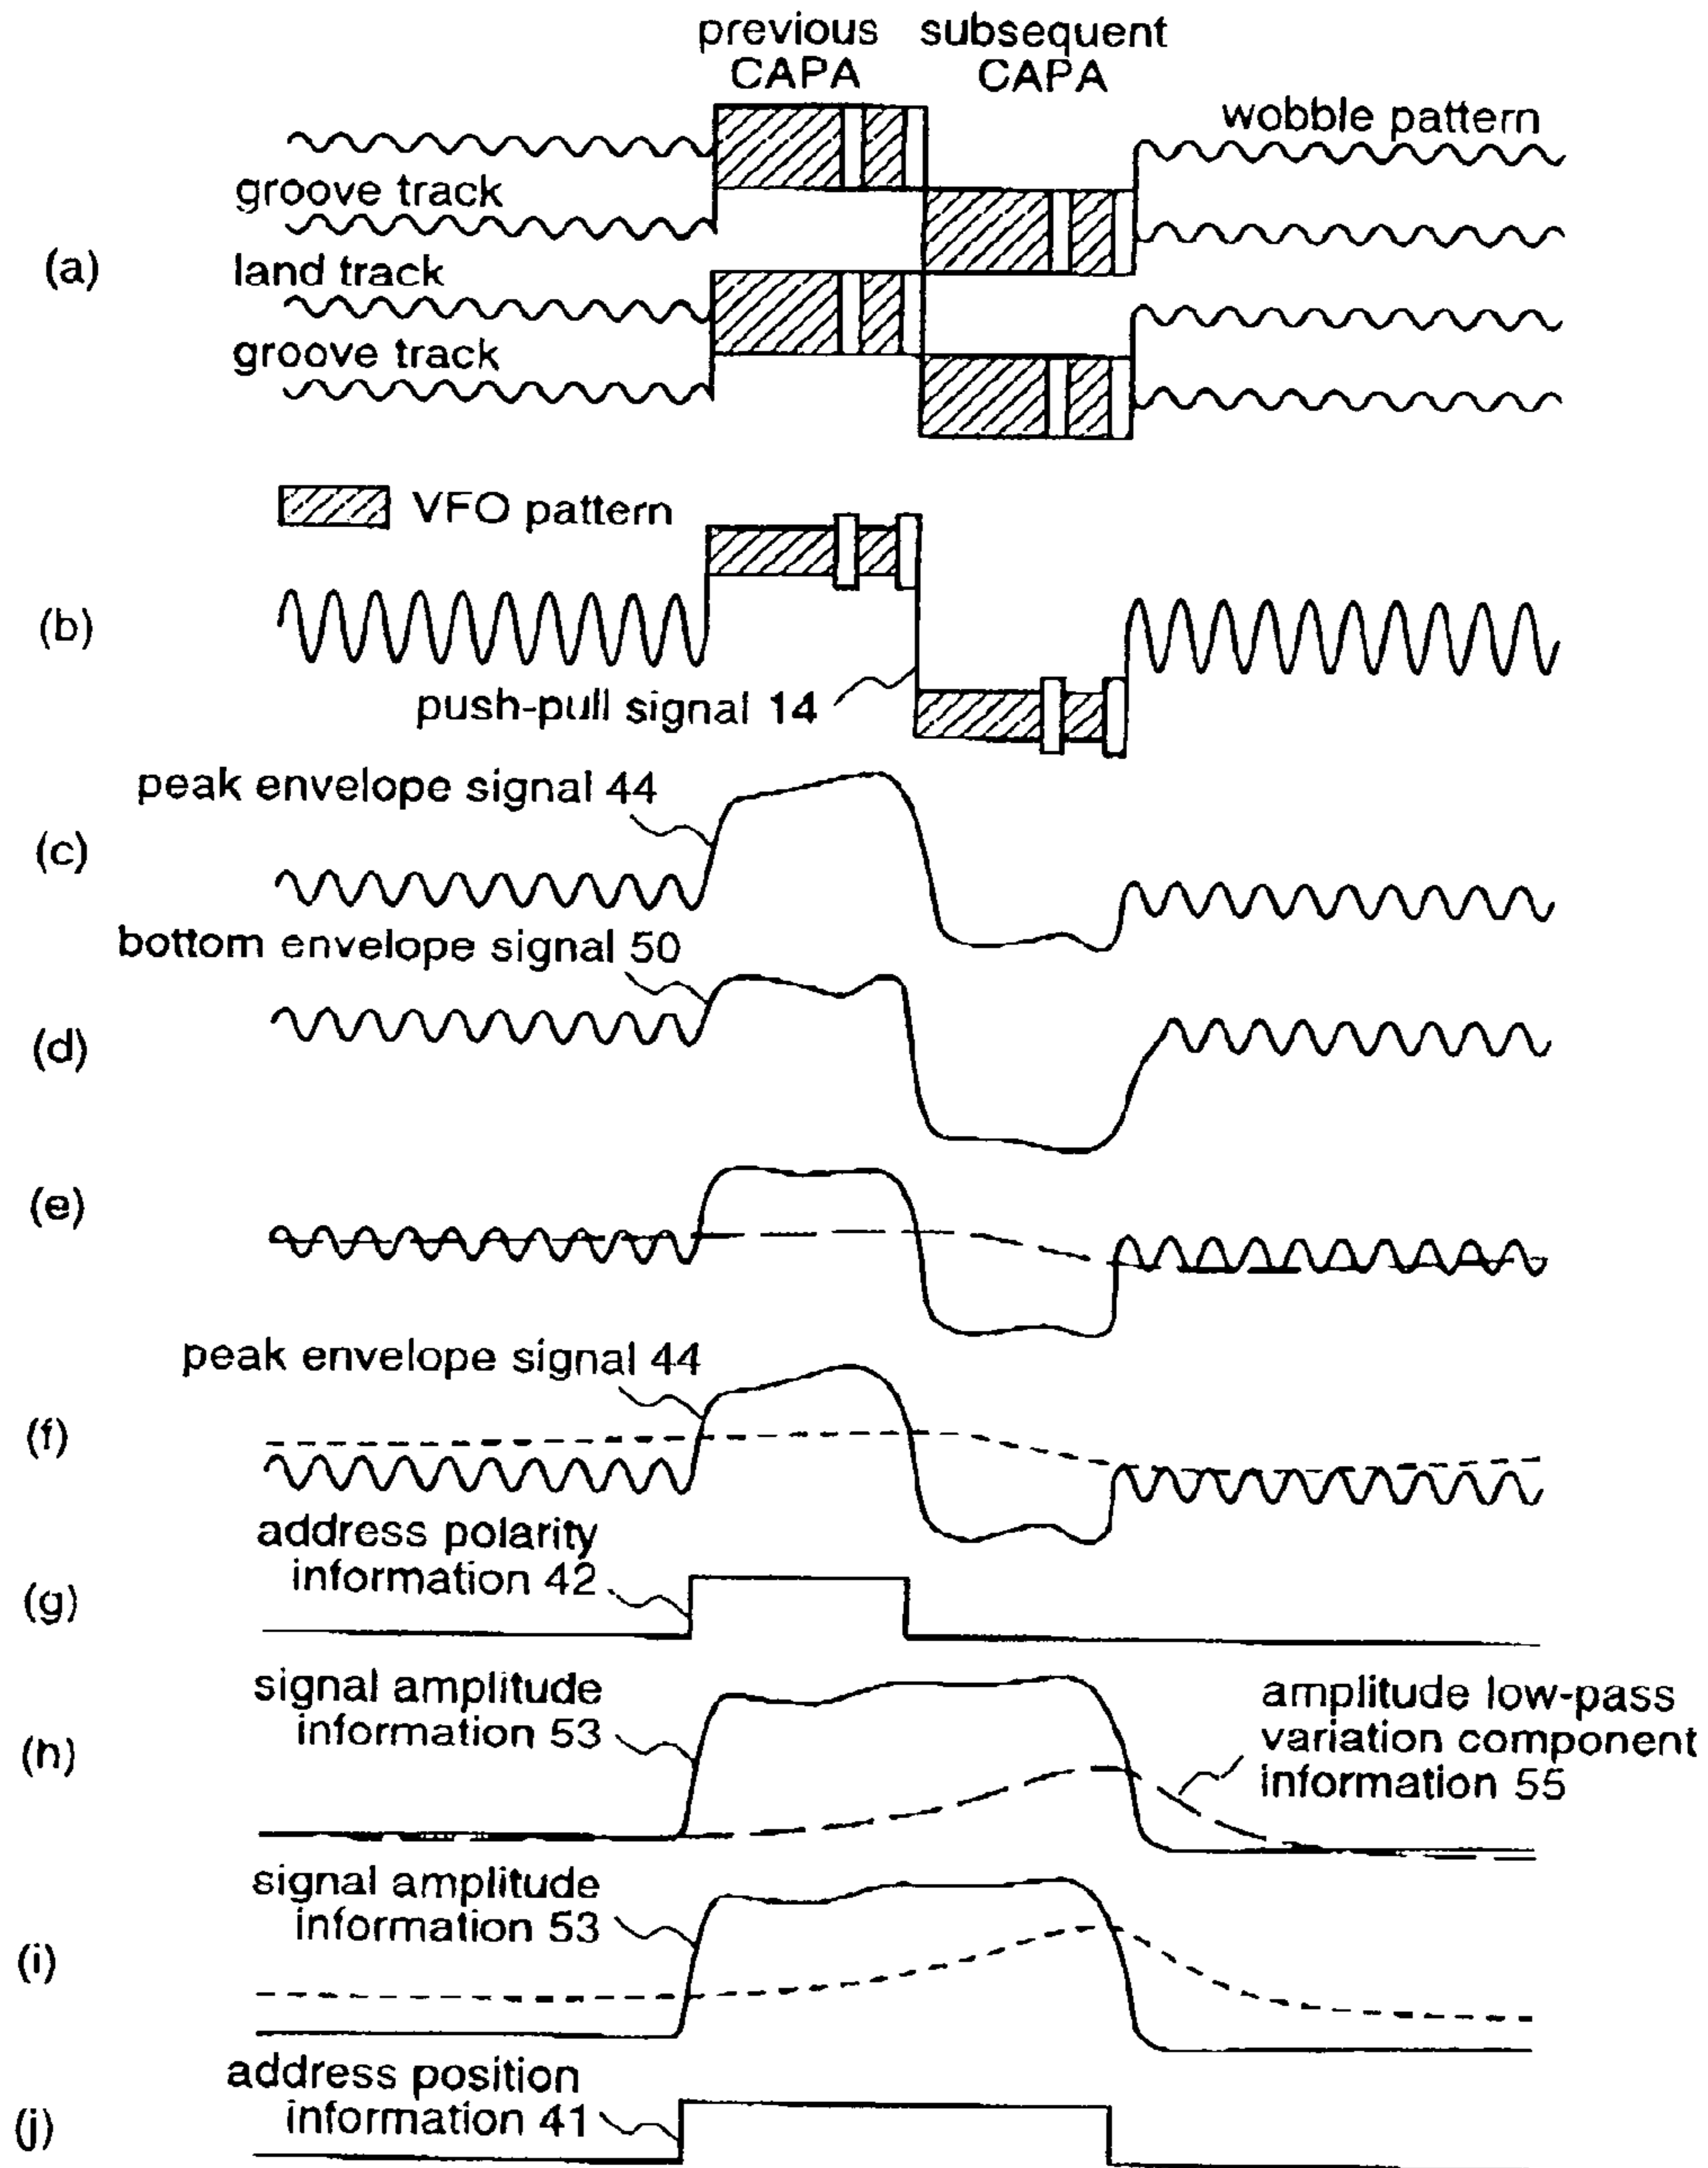 previous subsequent
CAPA CAPA
wobble pattern
groove track
(a)
land track
groove track
VFO pattern
(b)
push-pull signal 14
peak envelope signal 44
(c)
bottom envelope signal 50
(d)
(e)
peak envelope signal 44
(f)
address polarity
information 42
(g)
signal amplitude
information 53
amplitude low-pass
variation component
information 55
(h)
signal amplitude
information 53
(i)
address position
information 41
(j)